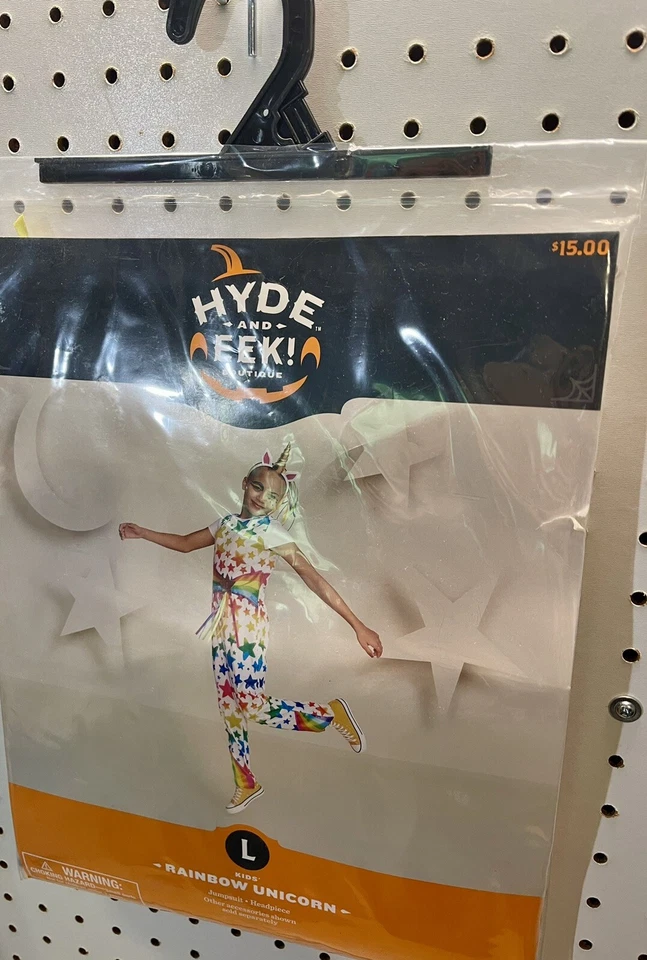 $15.00
HYDE
AND
EEK!
BOUTIQUE
TM
L
KIDS'
RAINBOW UNICORN
Jumpsuit • Headpiece
Other accessories shown
sold separately
WARNING:
CHOKING HAZARD